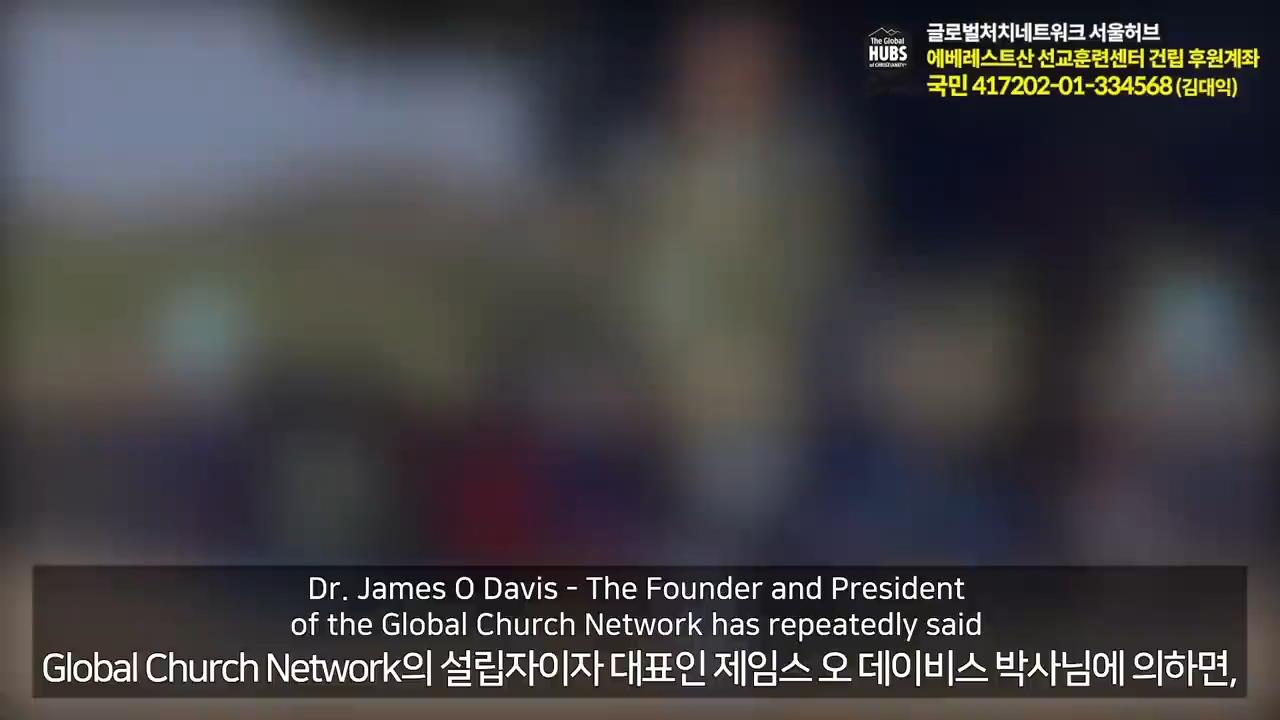 The Global
HUBS
of CHRISTIANITY
글로벌처치네트워크 서울허브
에베레스트산 선교훈련센터 건립 후원계좌
국민 417202-01-334568 (김대익)
Dr. James O Davis - The Founder and President
of the Global Church Network has repeatedly said
Global Church Network의 설립자이자 대표인 제임스 오 데이비스 박사님에 의하면,